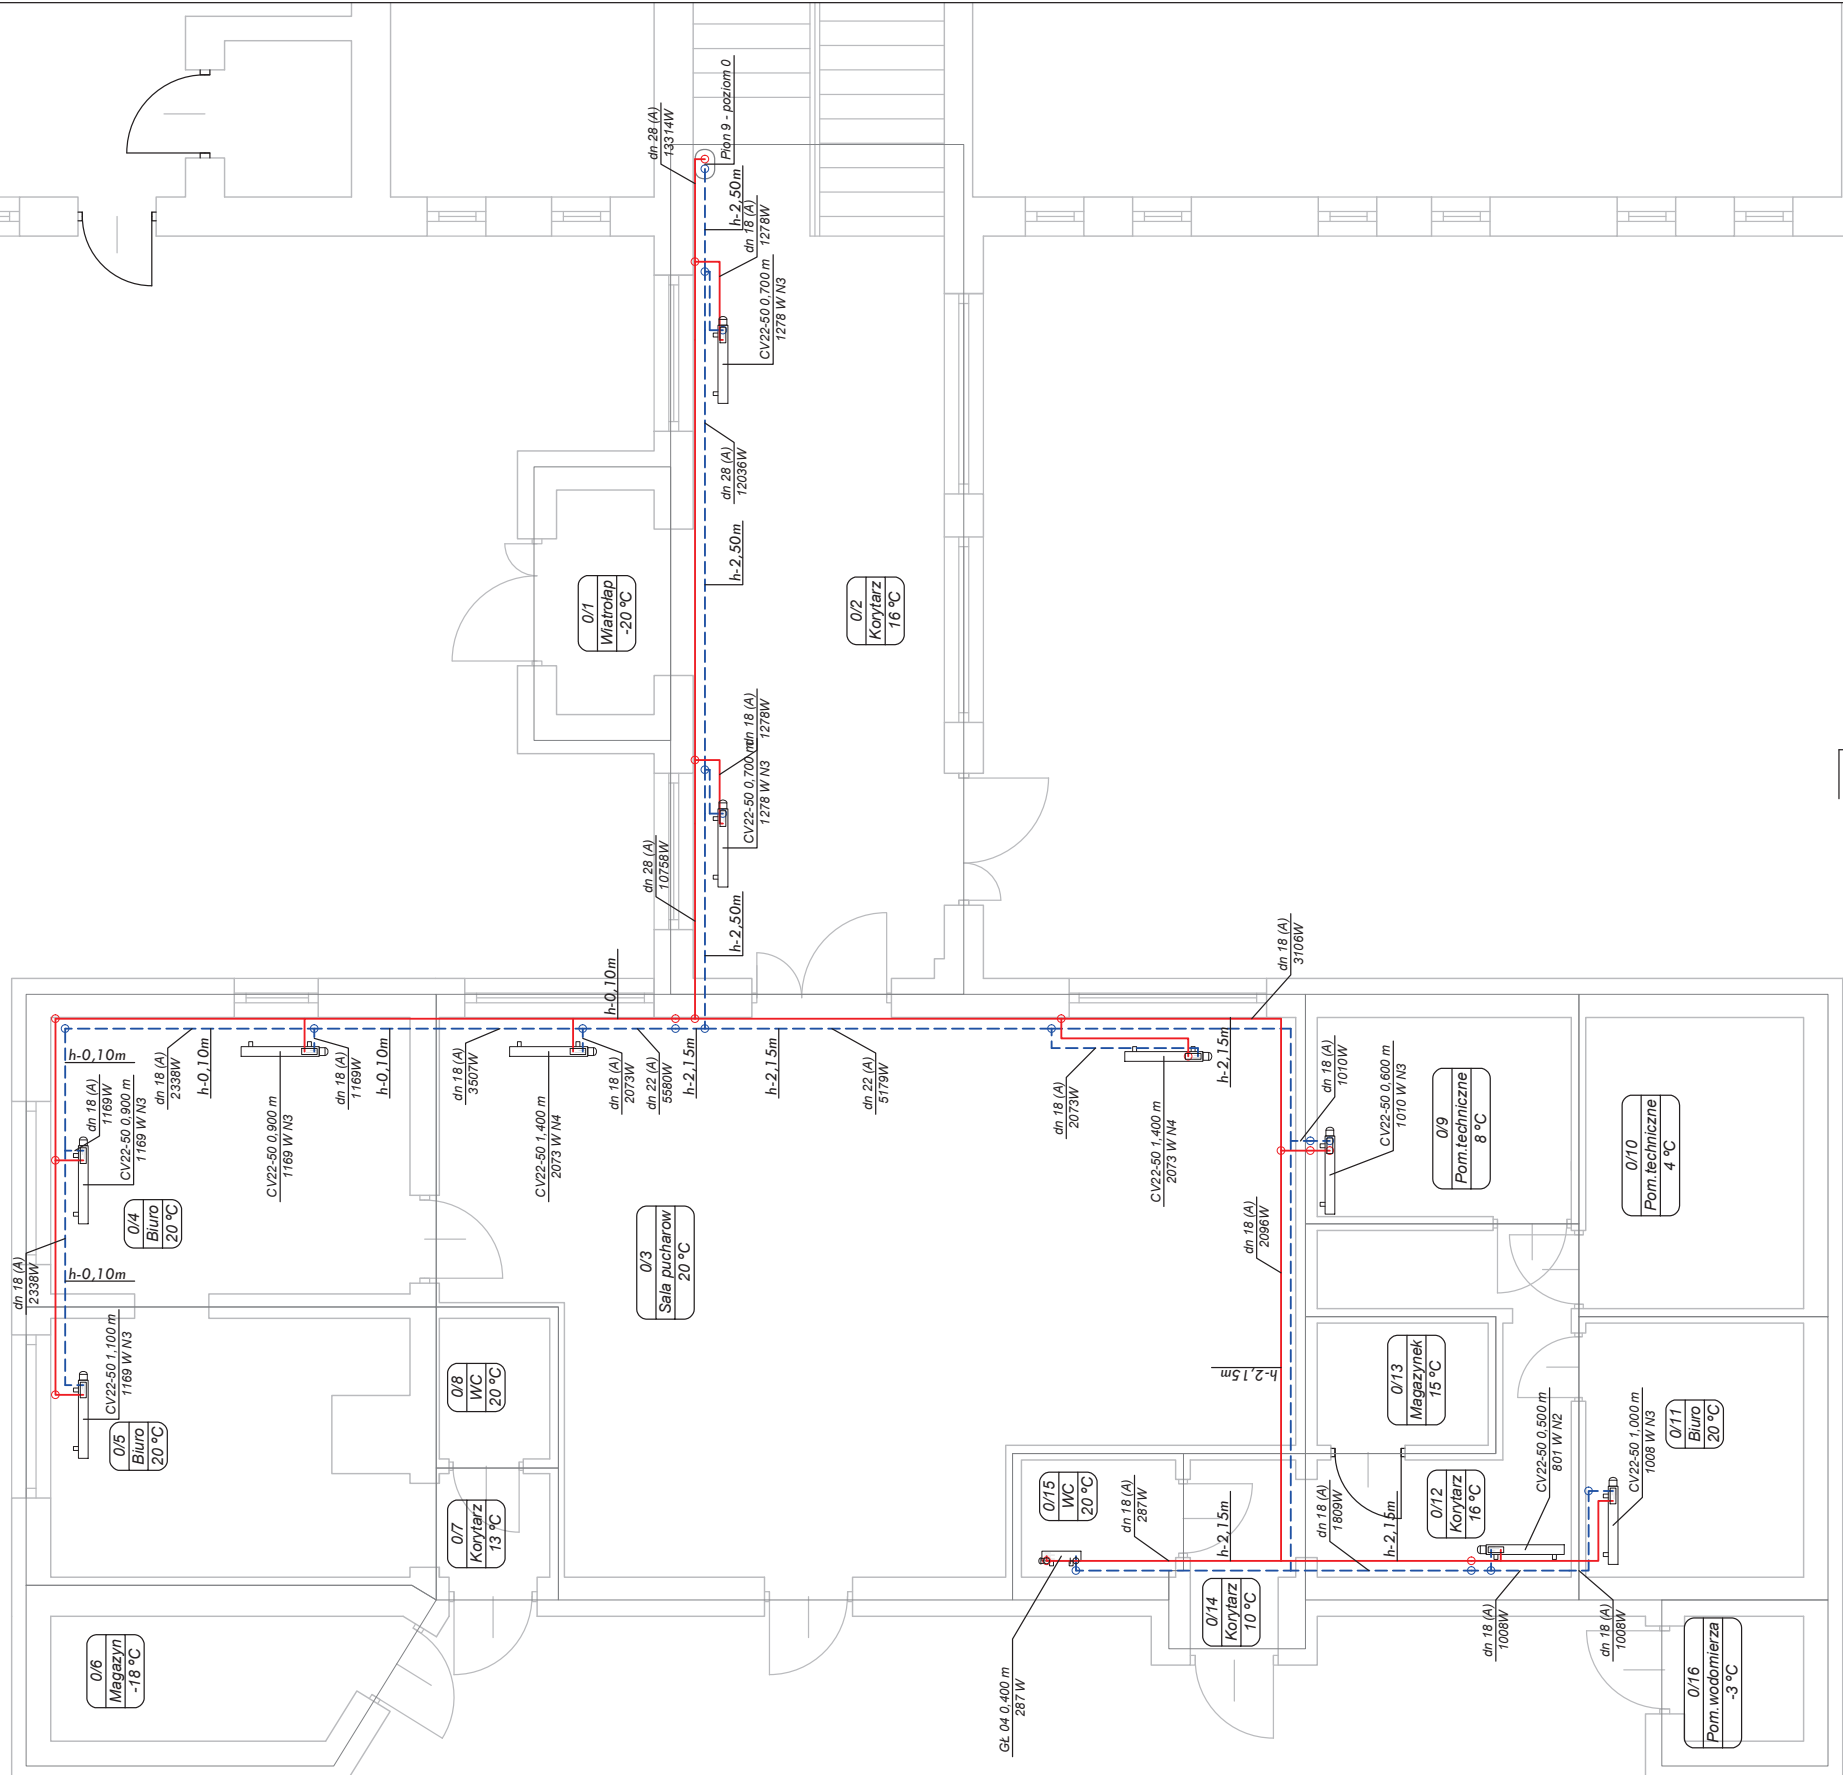 dn 28 (A)
13314W
Pion 9 - poziom 0
h-2,50m
dn 18 (A)
1278W
CV22-50 0,700 m
1278 W N3
dn 28 (A)
12036W
h-2,50m
0/1
Wiatrołap
-20 °C
0/2
Korytarz
16 °C
dn 18 (A)
1278W
CV22-50 0,700 m
1278 W N3
dn 28 (A)
10758W
h-2,50m
h-0,10m
dn 18 (A)
3106W
h-0,10m
dn 18 (A)
1169W
CV22-50 0,900 m
1169 W N3
dn 18 (A)
2338W
h-0,10m
CV22-50 0,900 m
1169 W N3
dn 18 (A)
1169W
h-0,10m
dn 18 (A)
3507W
CV22-50 1,400 m
2073 W N4
dn 18 (A)
2073W
dn 22 (A)
5580W
h-2,15m
h-2,15m
dn 22 (A)
5179W
dn 18 (A)
2073W
CV22-50 1,400 m
2073 W N4
h-2,15m
dn 18 (A)
1010W
CV22-50 0,600 m
1010 W N3
0/9
Pom.techniczne
8 °C
0/10
Pom.techniczne
4 °C
0/4
Biuro
20 °C
dn 18 (A)
2338W
h-0,10m
0/3
Sala pucharow
20 °C
dn 18 (A)
2096W
h-2,15m
CV22-50 1,100 m
1169 W N3
0/5
Biuro
20 °C
0/8
WC
20 °C
0/13
Magazynek
15 °C
0/11
Biuro
20 °C
CV22-50 0,500 m
801 W N2
CV22-50 1,000 m
1008 W N3
0/7
Korytarz
13 °C
0/15
WC
20 °C
dn 18 (A)
287W
h-2,15m
dn 18 (A)
1809W
h-2,15m
0/12
Korytarz
16 °C
0/14
Korytarz
10 °C
dn 18 (A)
1008W
dn 18 (A)
1008W
0/6
Magazyn
-18 °C
GŁ 04 0,400 m
287 W
0/16
Pom.wodomierza
-3 °C